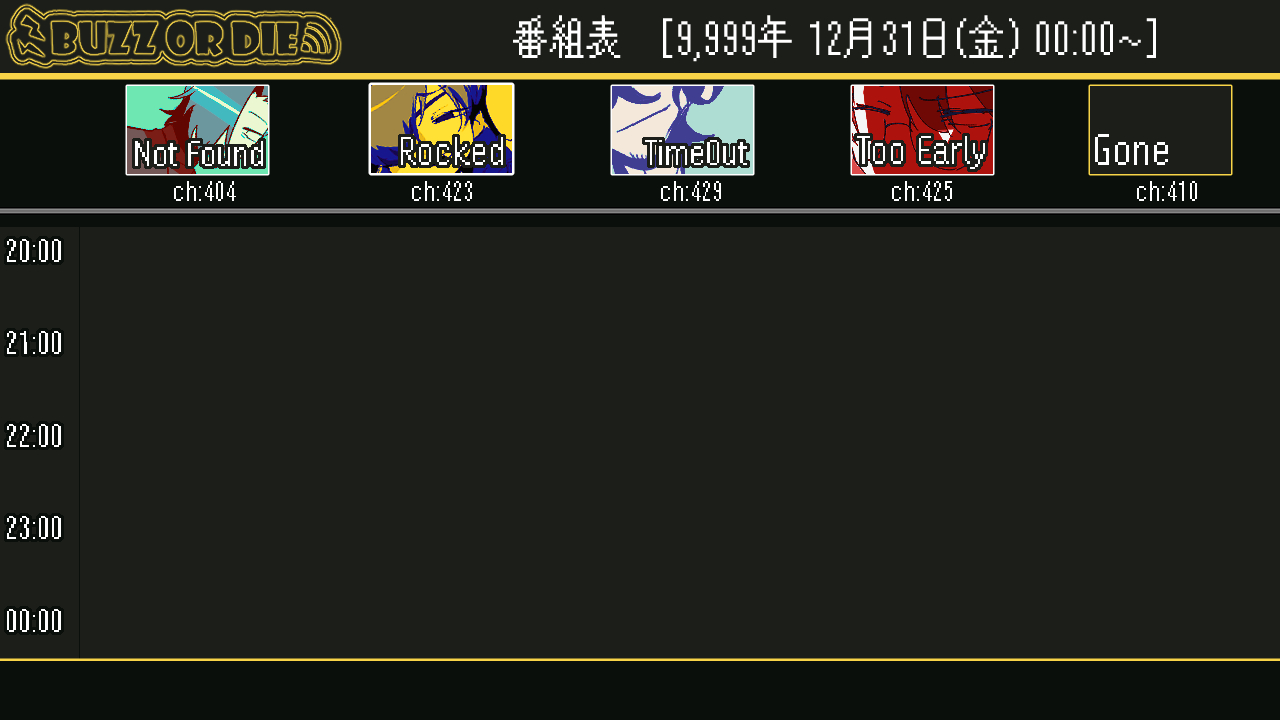 BUZZ OR DIE
番組表 [9,999年 12月31日(金) 00:00~]
Not Found
Rocked
TimeOut
Too Early
Gone
ch:404
ch:423
ch:429
ch:425
ch:410
20:00
21:00
22:00
23:00
00:00